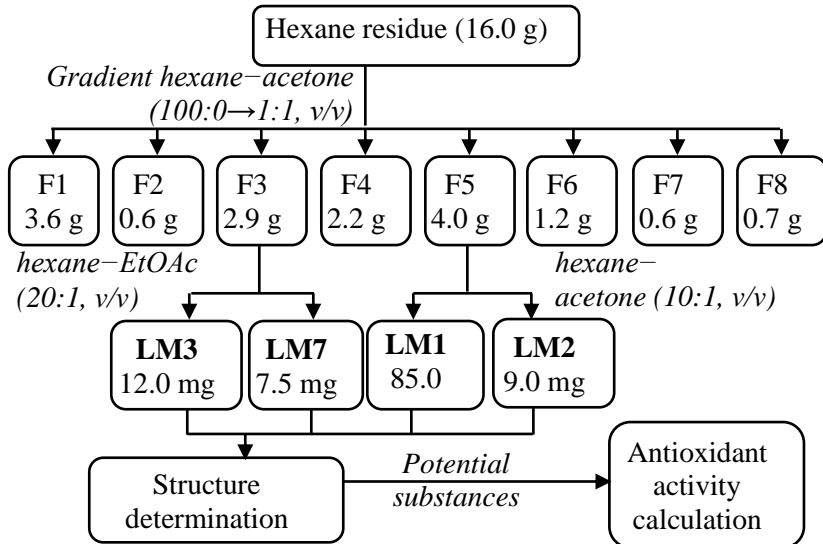 Hexane residue (16.0 g)
Gradient hexane−acetone
(100:0→1:1, v/v)
F1
3.6 g
F2
0.6 g
F3
2.9 g
F4
2.2 g
F5
4.0 g
F6
1.2 g
F7
0.6 g
F8
0.7 g
hexane−EtOAc
(20:1, v/v)
hexane−
acetone (10:1, v/v)
LM3
12.0 mg
LM7
7.5 mg
LM1
85.0
LM2
9.0 mg
Structure
determination
Potential
substances
Antioxidant
activity
calculation